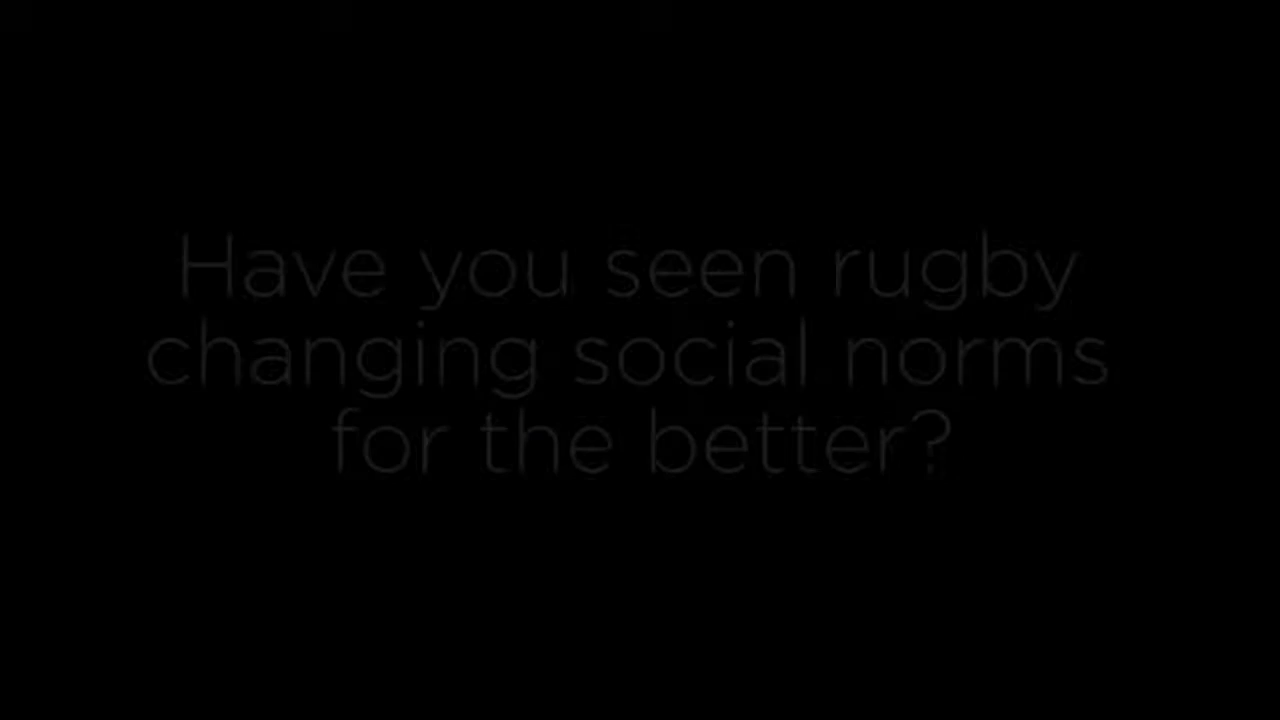 Have you seen rugby
changing social norms
for the better?